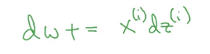 dw += x^(i) dz^(i)